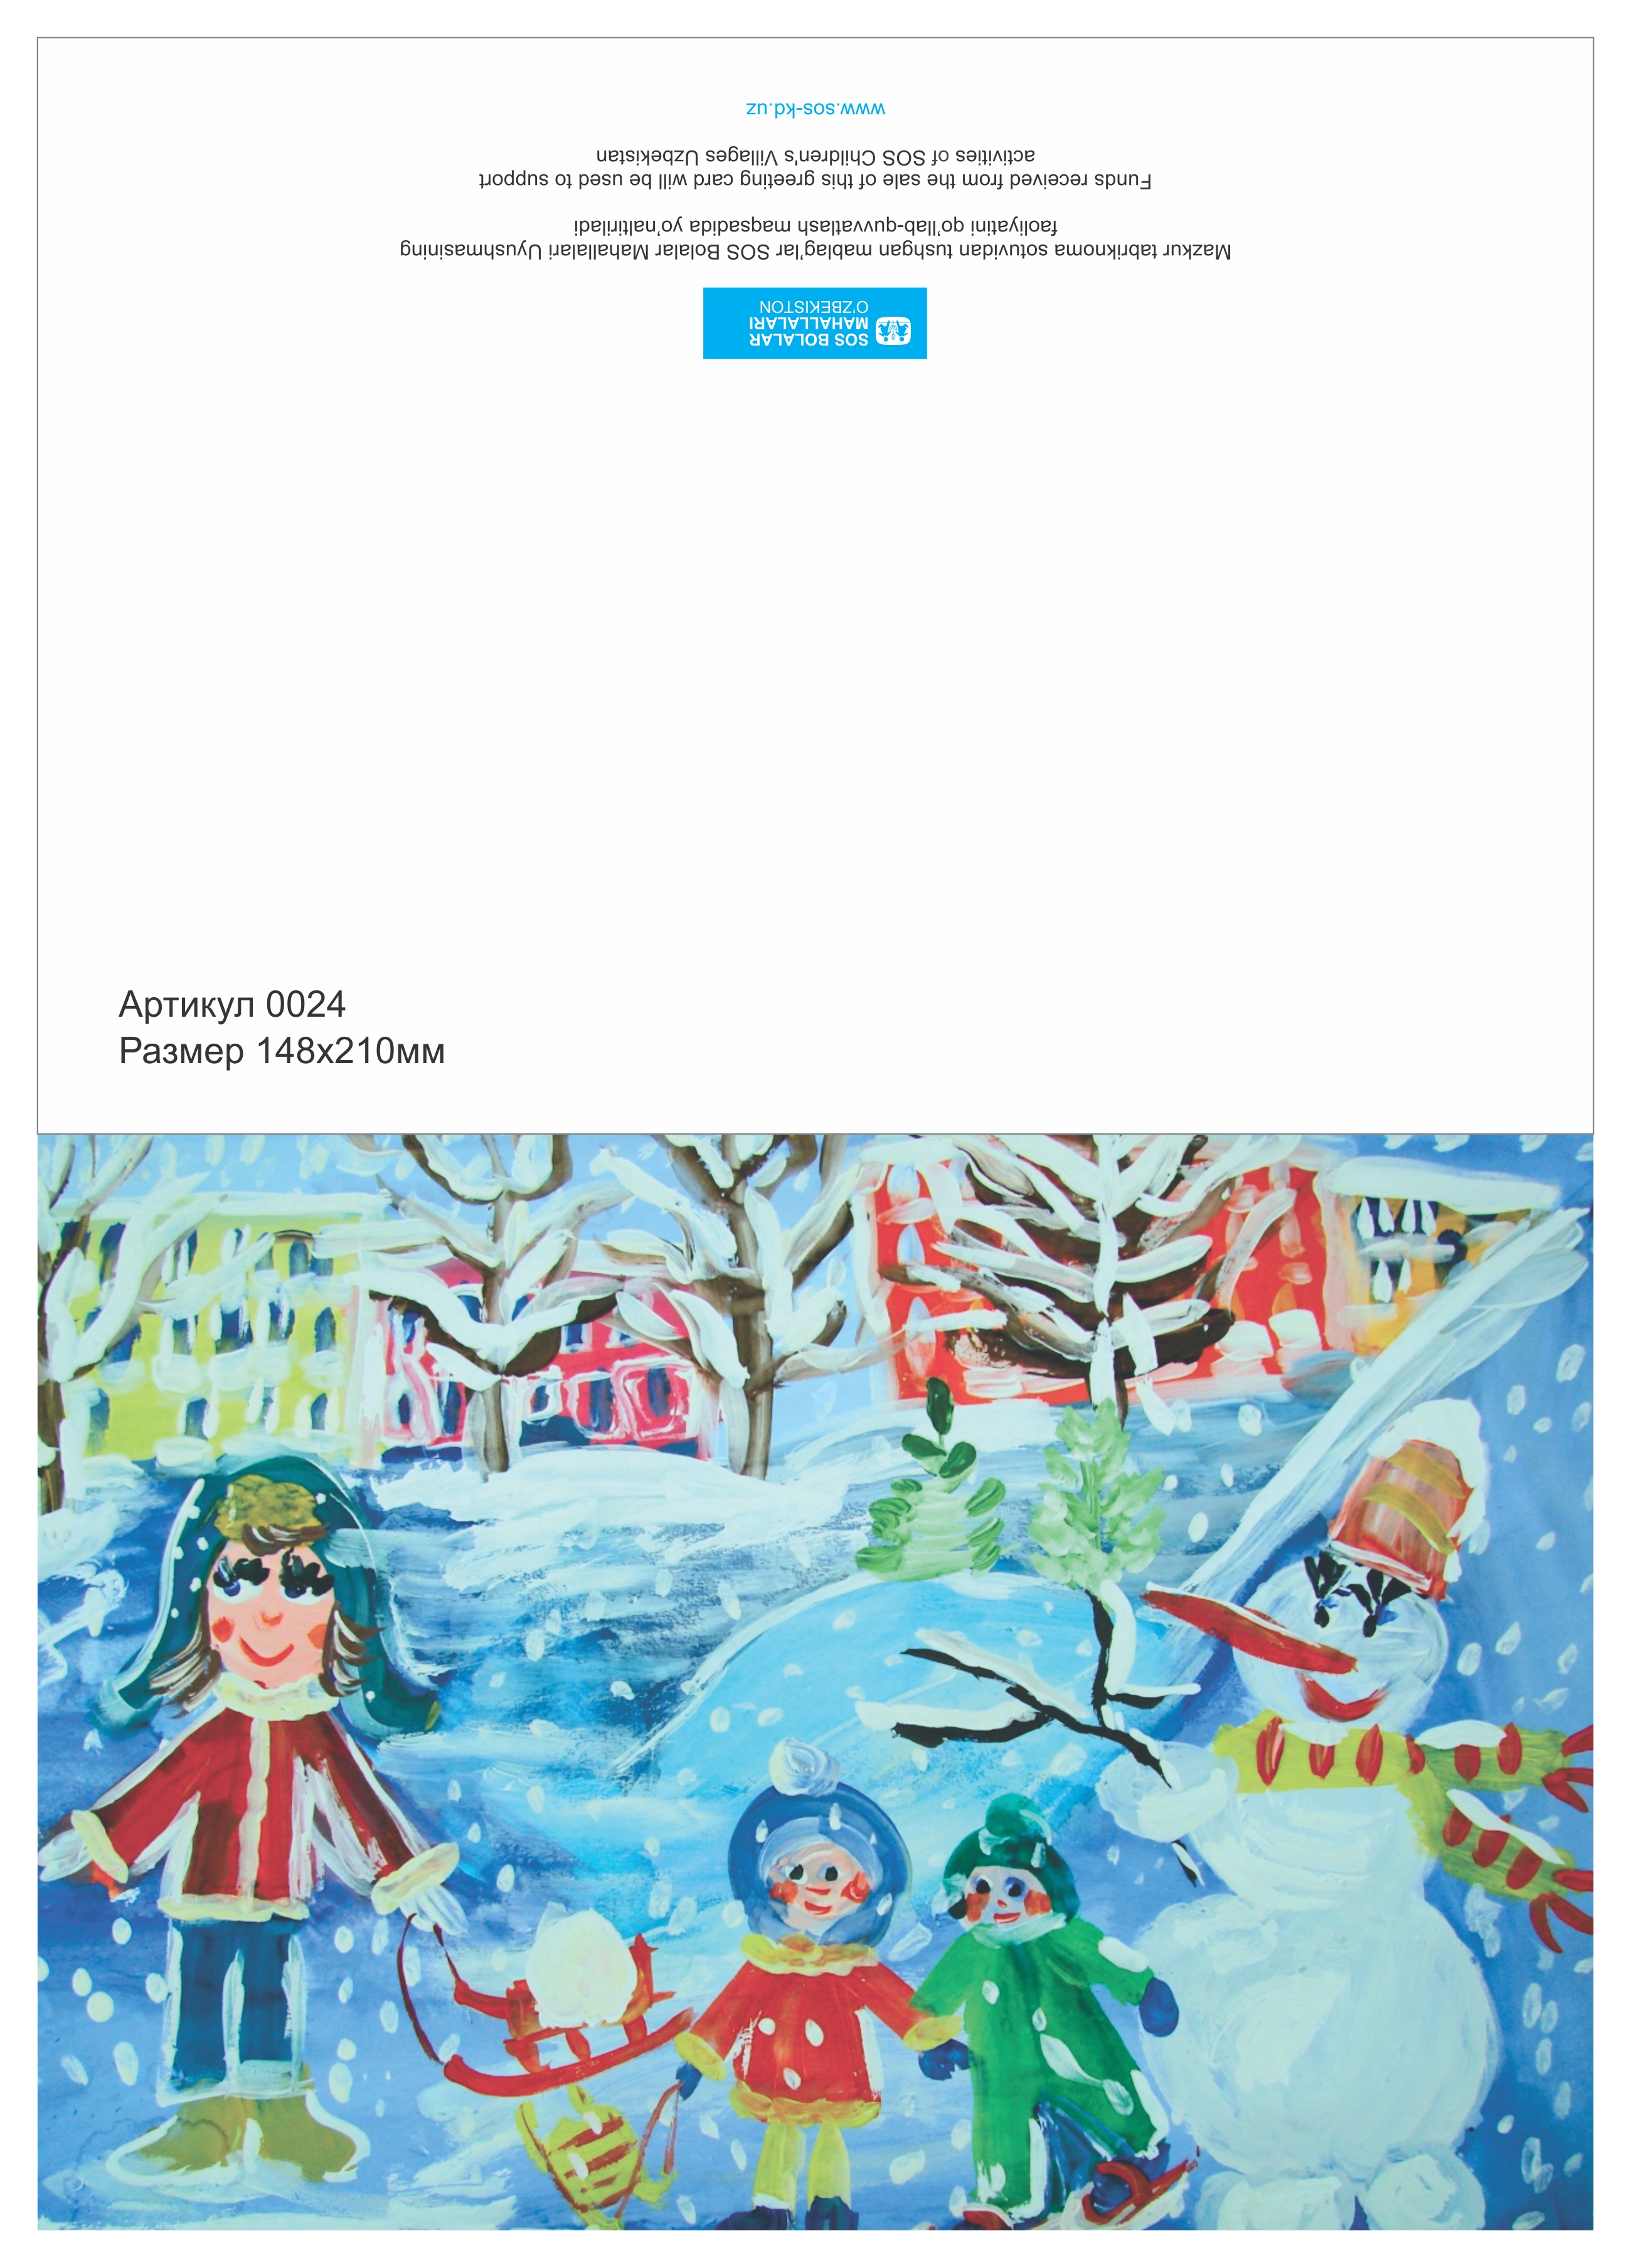 SOS BOLALAR
MAHALLALARI
O'ZBEKISTON
Mazkur tabriknoma sotuvidan tushgan mablag'lar SOS Bolalar Mahallalari Uyushmasining
faoliyatini qo'llab-quvvatlash maqsadida yo'naltiriladi
Funds received from the sale of this greeting card will be used to support
activities of SOS Children's Villages Uzbekistan
www.sos-kd.uz
Артикул 0024
Размер 148х210мм